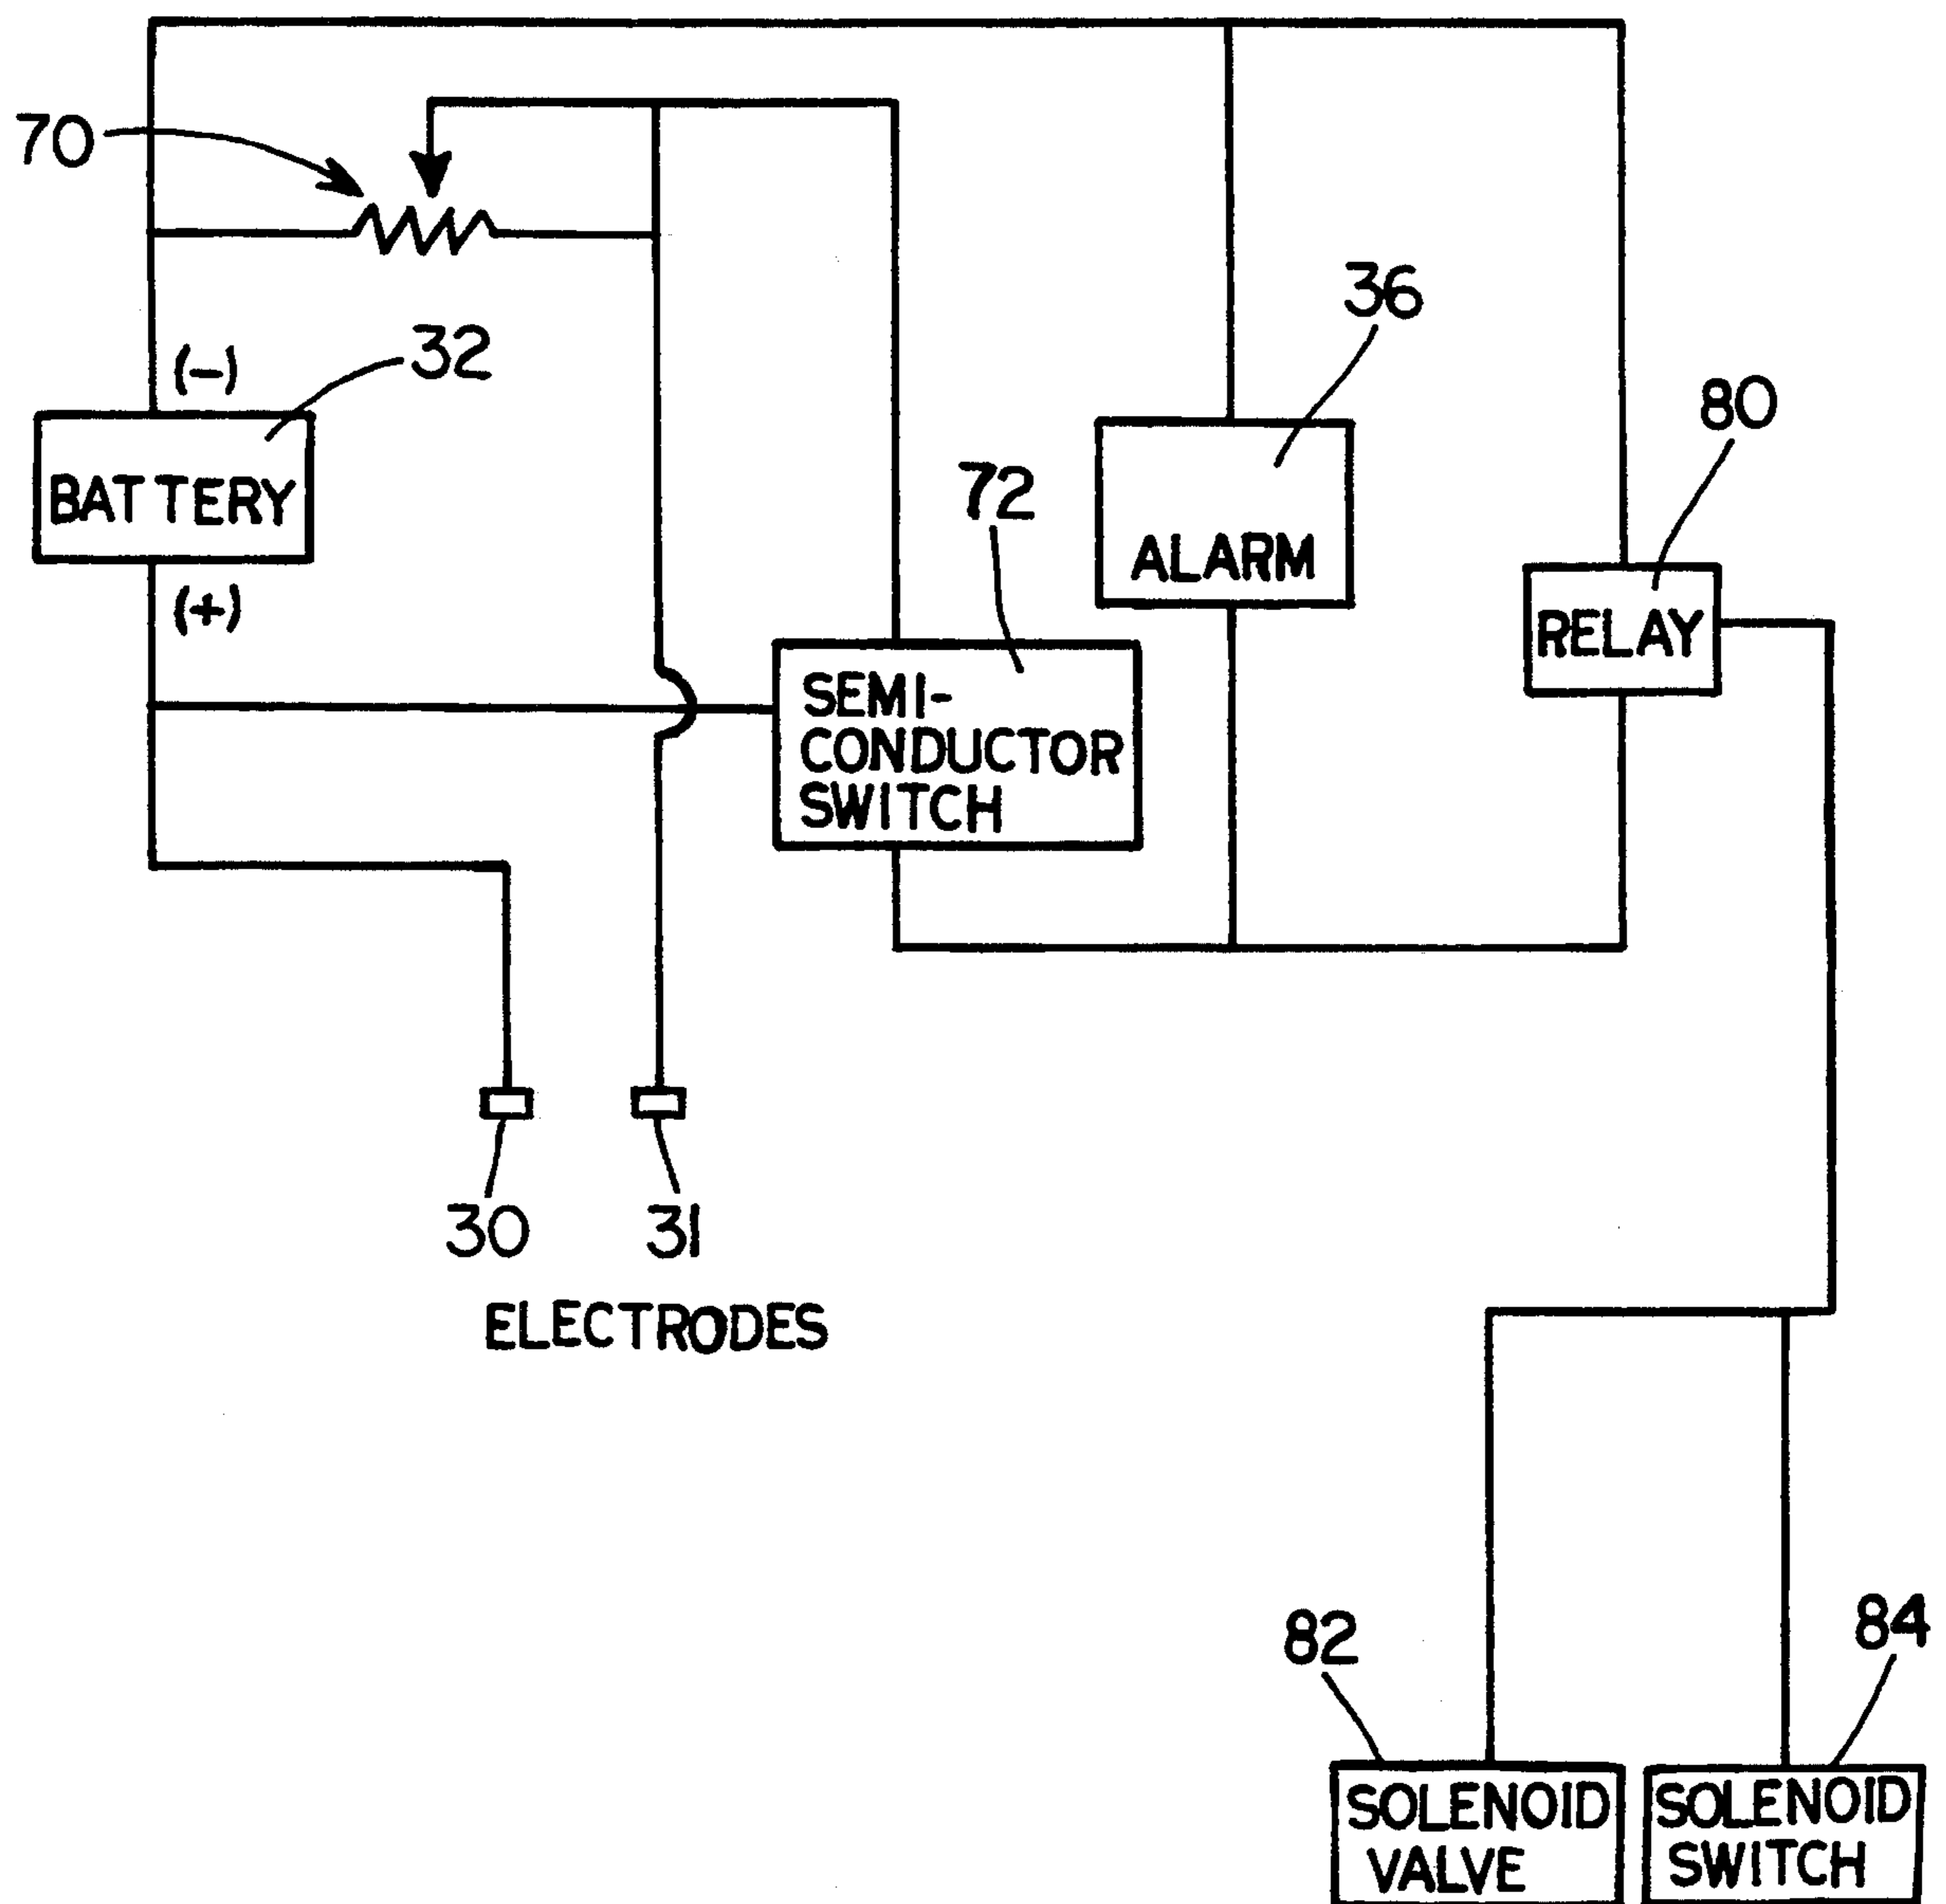 70
(-)
32
BATTERY
(+)
36
80
72
ALARM
RELAY
SEMI-
CONDUCTOR
SWITCH
30
31
ELECTRODES
82
84
SOLENOID
VALVE
SOLENOID
SWITCH